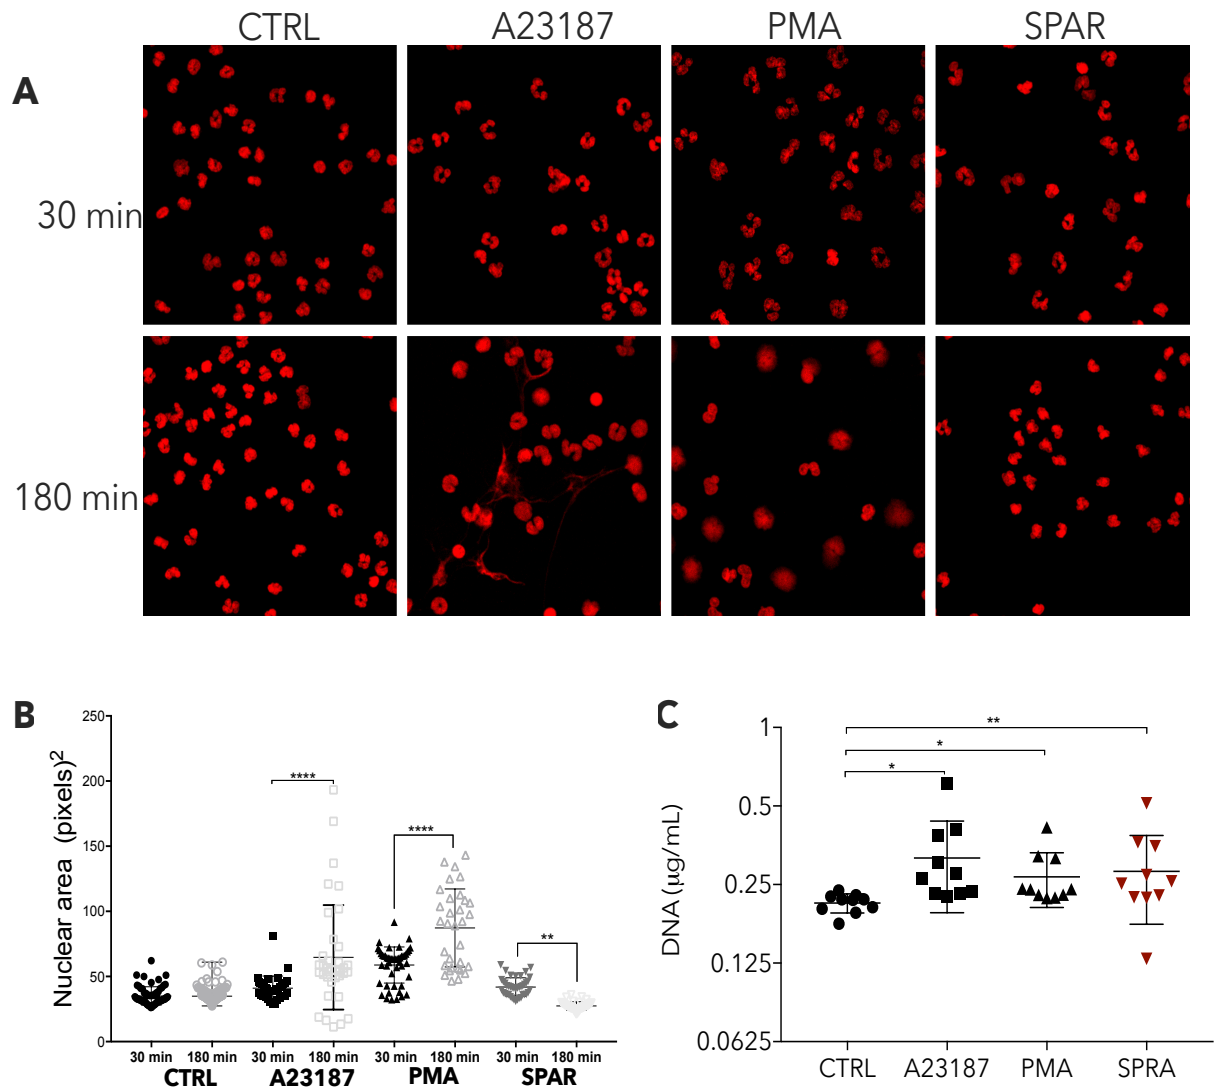 CTRL A23187 PMA SPAR
A
30 min
180 min
B
Nuclear area (pixels)2
250
200
150
100
50
0
****
****
**
30 min 180 min 30 min 180 min 30 min 180 min 30 min 180 min
CTRL A23187 PMA SPAR
C
DNA (µg/mL)
1
0.5
0.25
0.125
0.0625
**
*
*
CTRL A23187 PMA SPRA